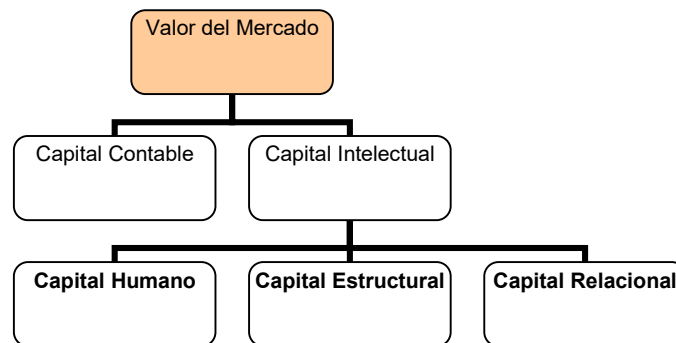 Valor del Mercado
Capital Contable
Capital Intelectual
Capital Humano
Capital Estructural
Capital Relacional